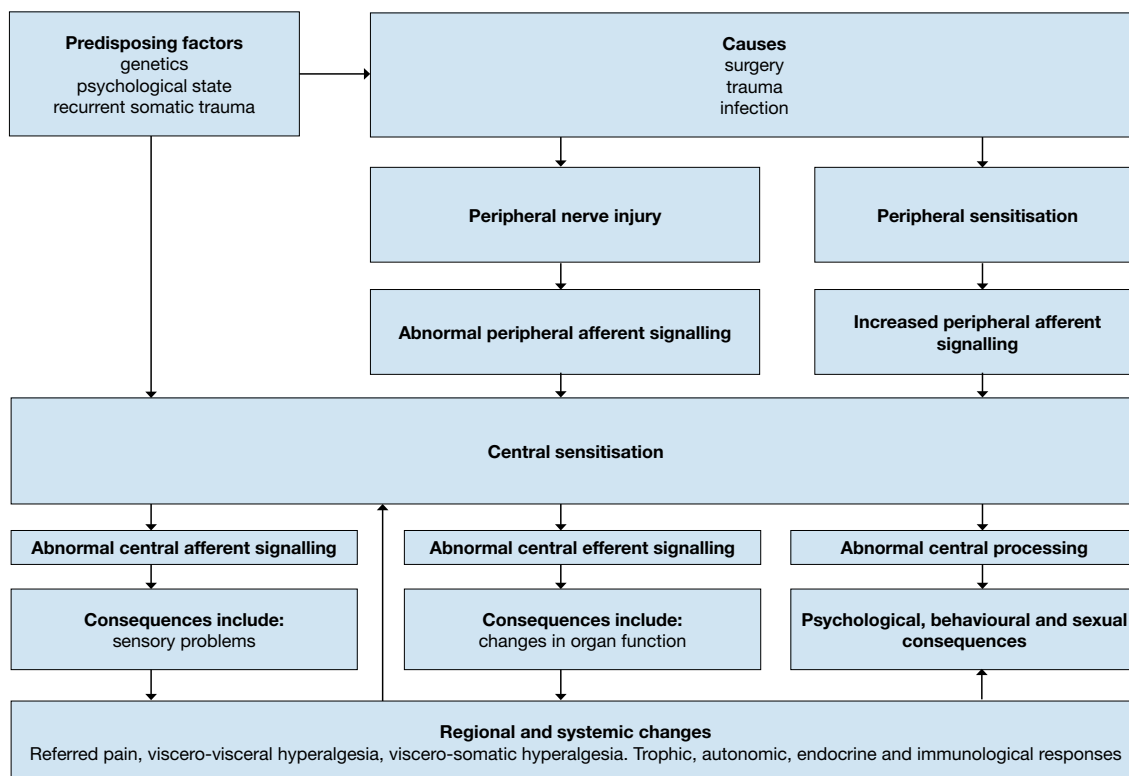 Predisposing factors
genetics
psychological state
recurrent somatic trauma
Causes
surgery
trauma
infection
Peripheral nerve injury
Peripheral sensitisation
Abnormal peripheral afferent signalling
Increased peripheral afferent
signalling
Central sensitisation
Abnormal central afferent signalling
Abnormal central efferent signalling
Abnormal central processing
Consequences include:
sensory problems
Consequences include:
changes in organ function
Psychological, behavioural and sexual
consequences
Regional and systemic changes
Referred pain, viscero-visceral hyperalgesia, viscero-somatic hyperalgesia. Trophic, autonomic, endocrine and immunological responses